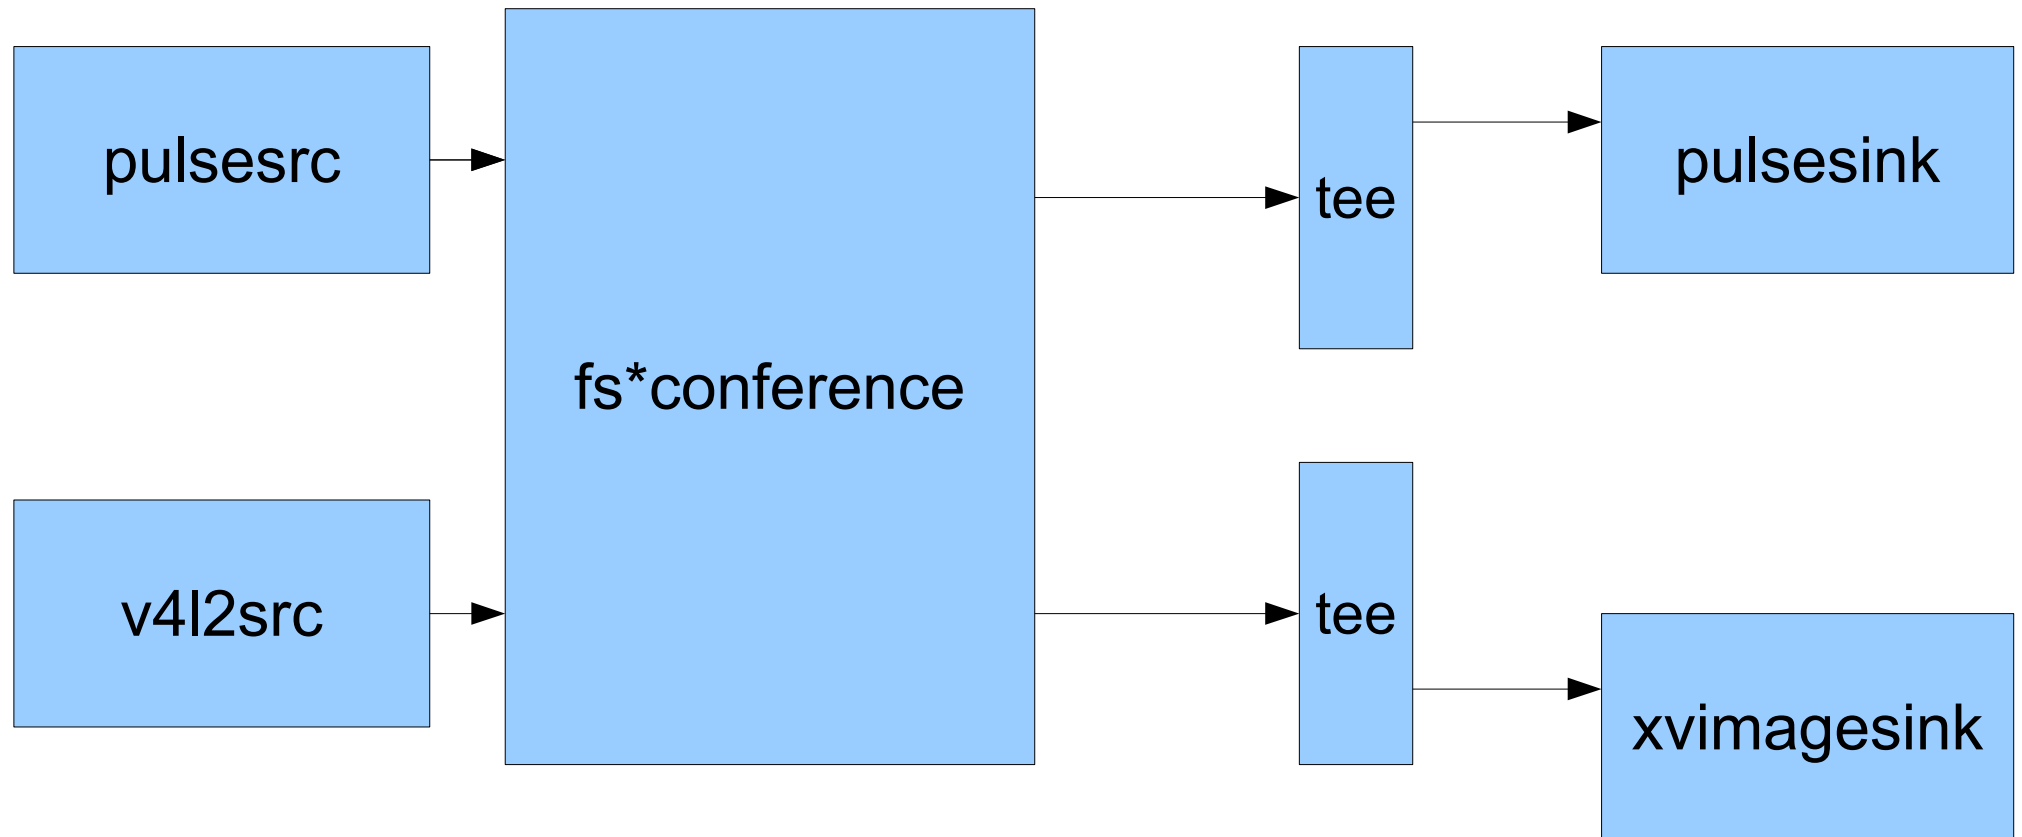 pulsesrc
fs*conference
tee
pulsesink
v4l2src
tee
xvimagesink